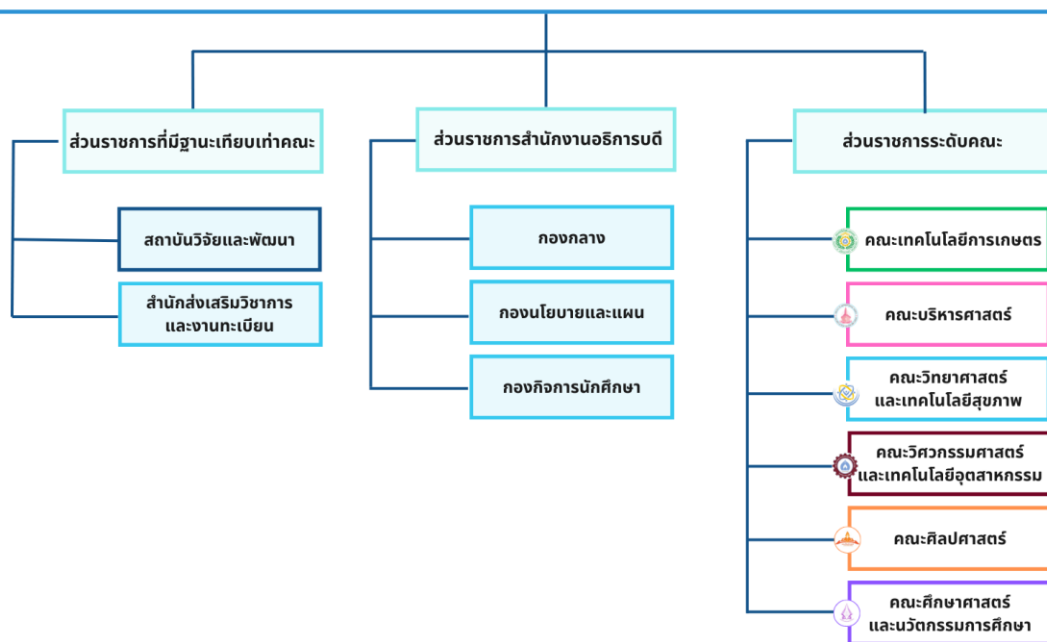 ส่วนราชการที่มีฐานะเทียบเท่าคณะ
สถาบันวิจัยและพัฒนา
สำนักส่งเสริมวิชาการ
และงานทะเบียน
ส่วนราชการสำนักงานอธิการบดี
กองกลาง
กองนโยบายและแผน
กองกิจการนักศึกษา
ส่วนราชการระดับคณะ
คณะเทคโนโลยีการเกษตร
คณะบริหารศาสตร์
คณะวิทยาศาสตร์
และเทคโนโลยีสุขภาพ
คณะวิศวกรรมศาสตร์
และเทคโนโลยีอุตสาหกรรม
คณะศิลปศาสตร์
คณะศึกษาศาสตร์
และนวัตกรรมการศึกษา